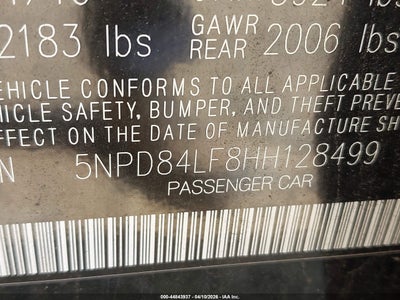 2183 lbs GAWR REAR 2006 lbs
VEHICLE CONFORMS TO ALL APPLICABLE
VEHICLE SAFETY, BUMPER, AND THEFT PREVE
EFFECT ON THE DATE OF MANUFACTURE SH
N 5NPD84LF8HH128499
PASSENGER CAR
000-44843937 - 04/10/2026 - IAA Inc.